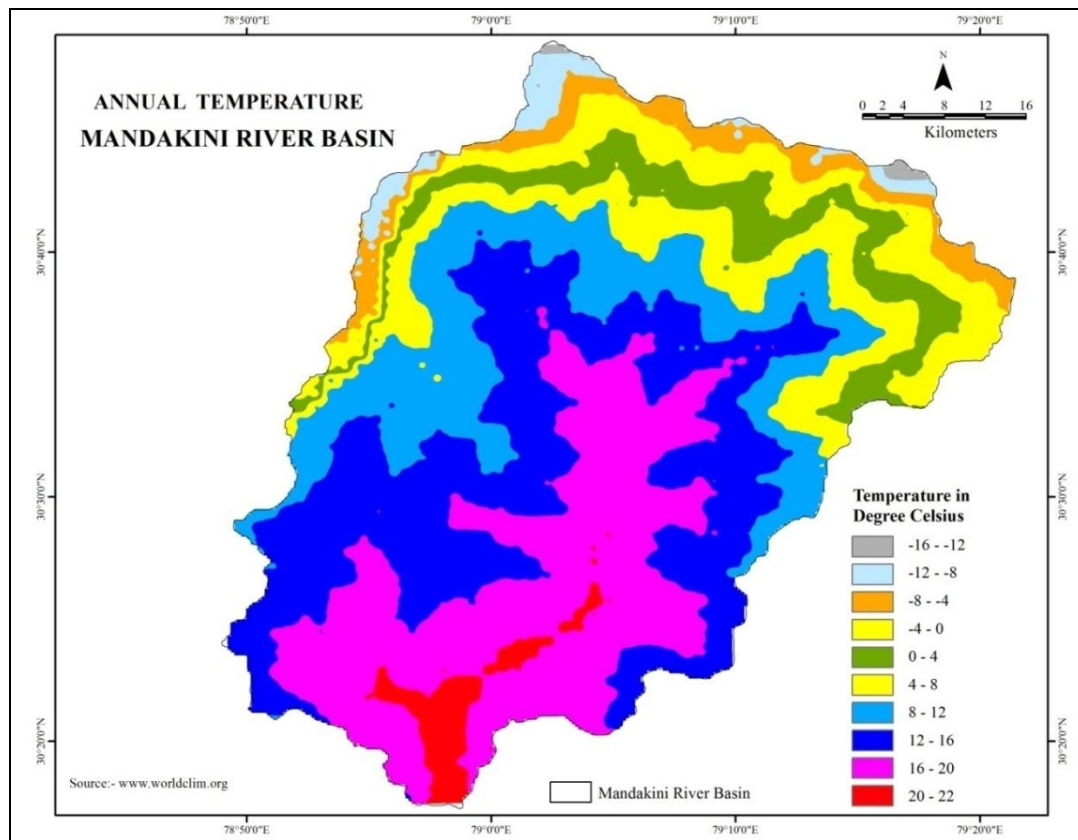 78°50'0"E
79°0'0"E
79°10'0"E
79°20'0"E
ANNUAL TEMPERATURE
MANDAKINI RIVER BASIN
N
0 2 4 8 12 16
Kilometers
30°40'0"N
30°40'0"N
30°30'0"N
30°30'0"N
30°20'0"N
30°20'0"N
Temperature in
Degree Celsius
-16 - -12
-12 - -8
-8 - -4
-4 - 0
0 - 4
4 - 8
8 - 12
12 - 16
16 - 20
20 - 22
Source:- www.worldclim.org
Mandakini River Basin
78°50'0"E
79°0'0"E
79°10'0"E
79°20'0"E